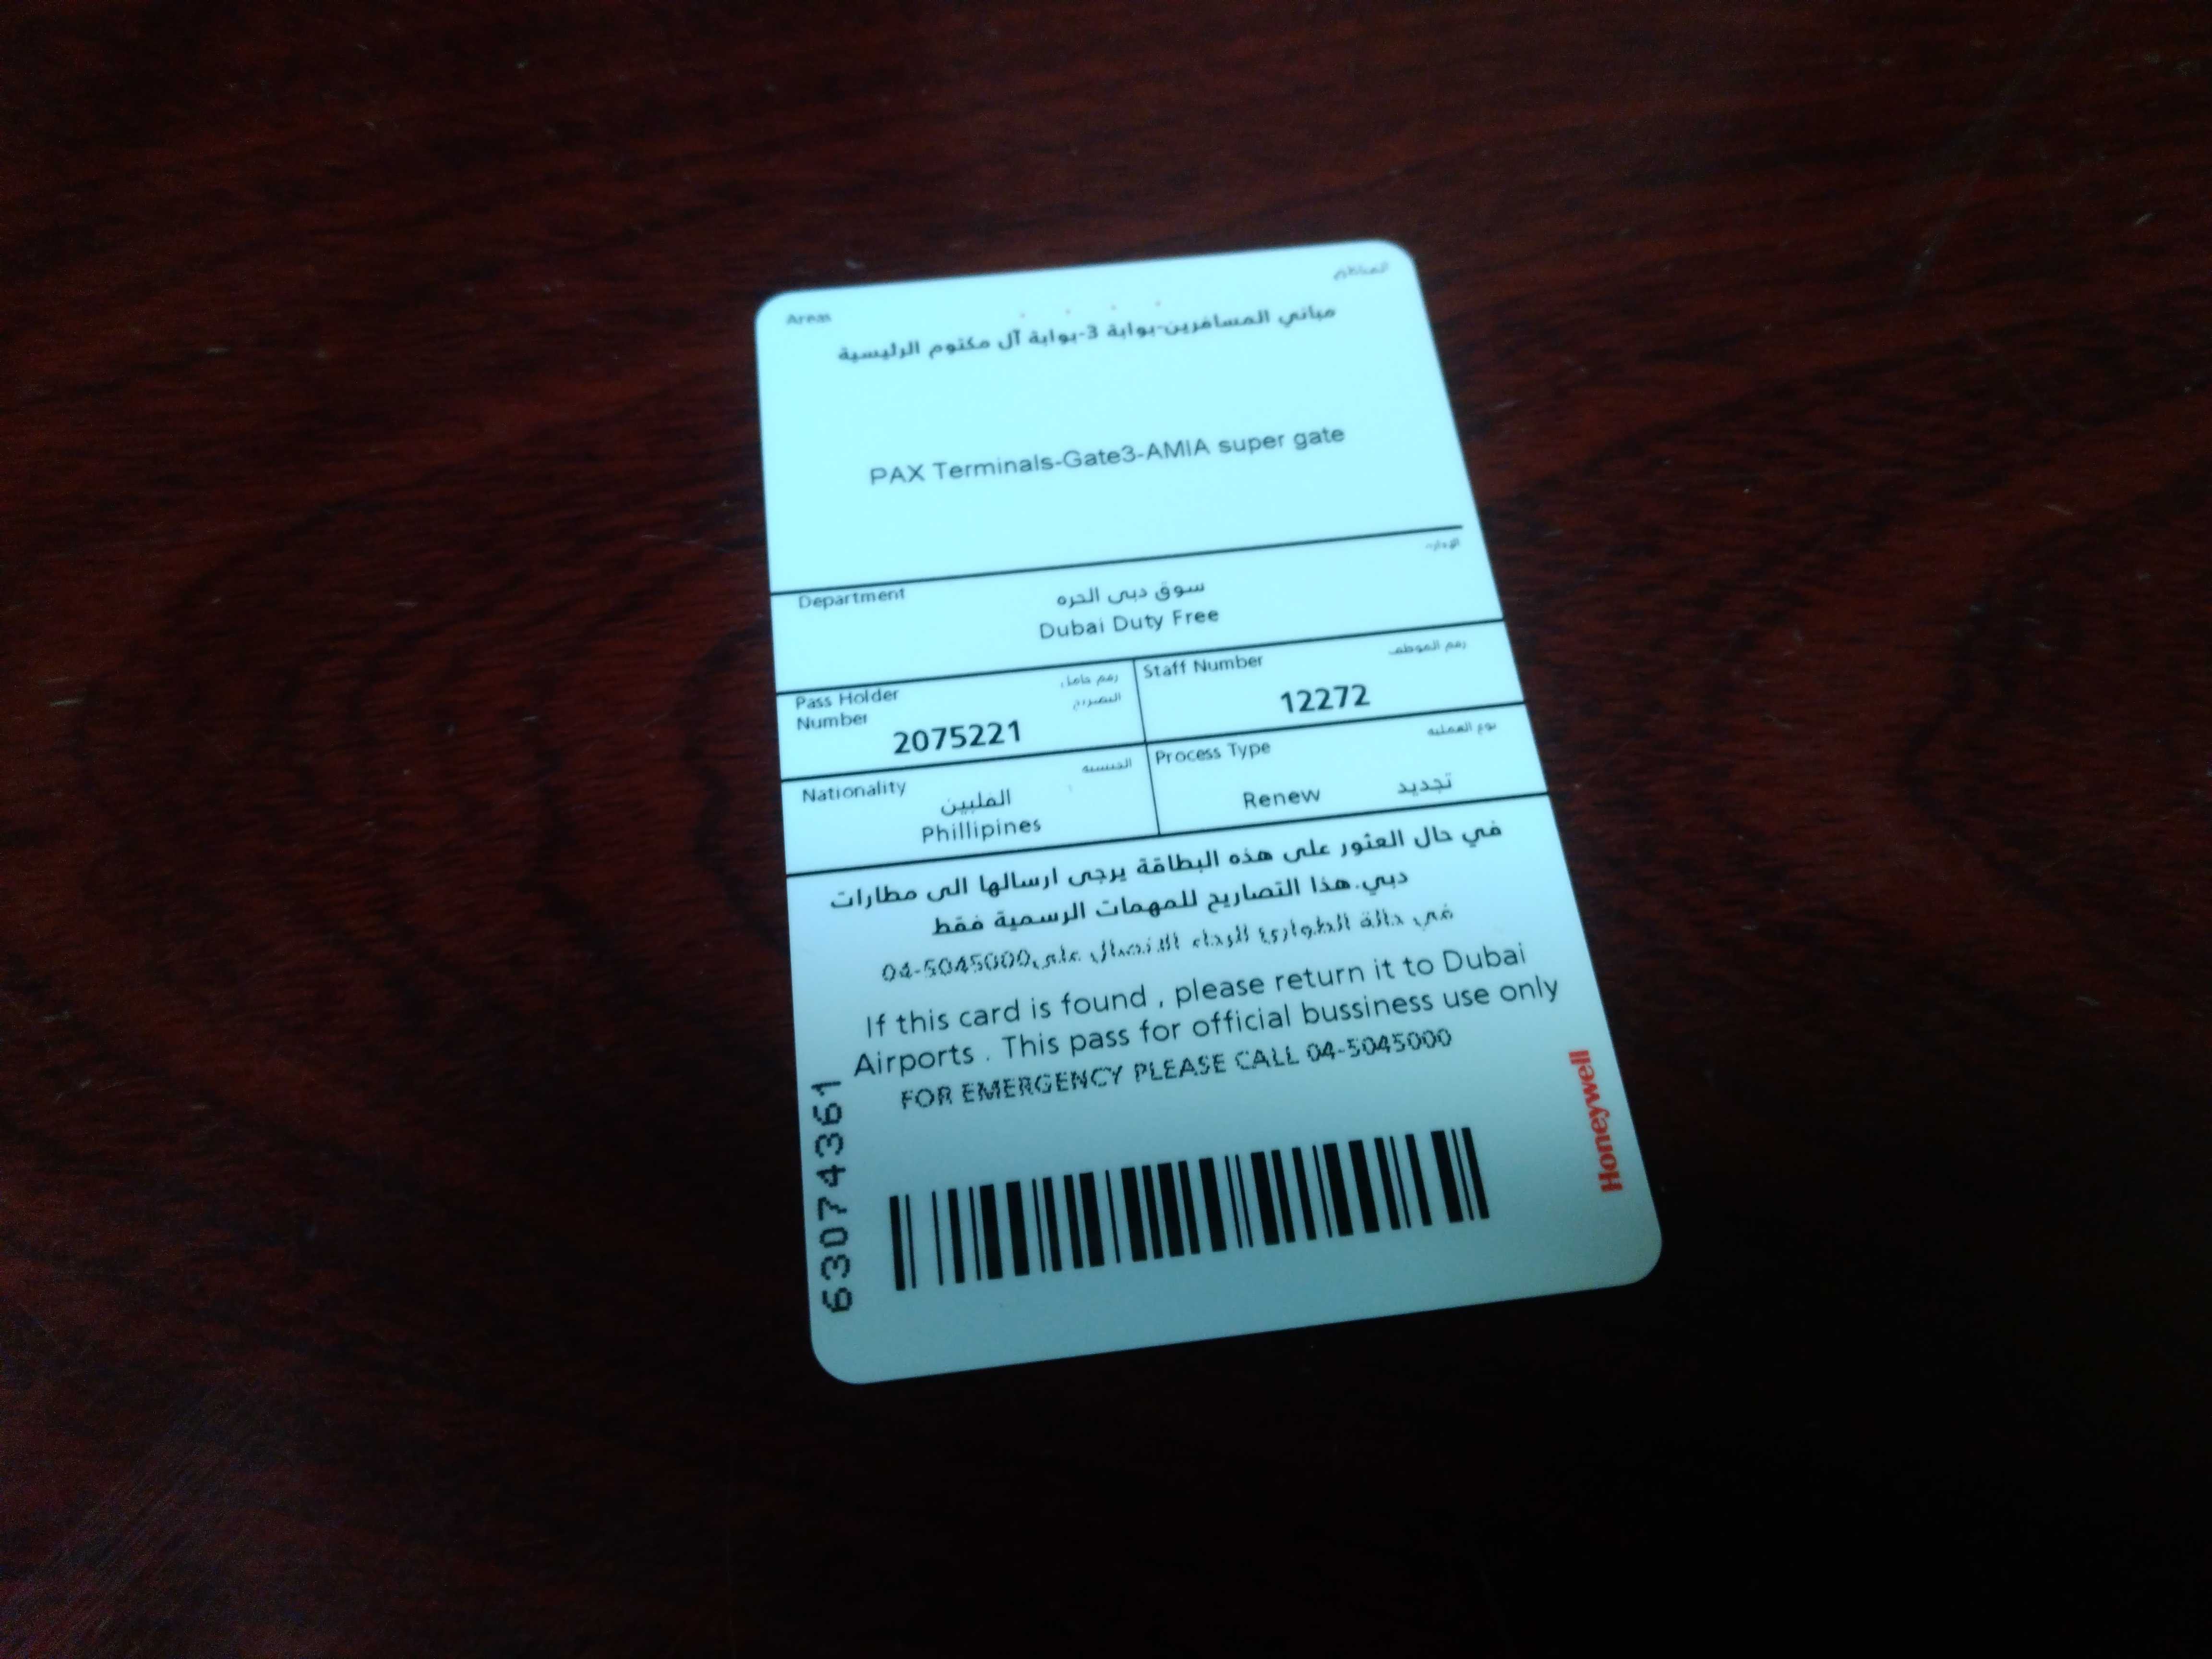 Areas المناطق
مباني المسافرين-بوابة 3-بوابة آل مكتوم الرئيسية
PAX Terminals-Gate3-AMIA super gate
Department الإدارة
سوق دبى الحره
Dubai Duty Free
Pass Holder Number رقم حامل التصريح
2075221
Staff Number رقم الموظف
12272
Nationality الجنسية
الفلبين
Phillipines
Process Type نوع العملية
Renew تجديد
في حال العثور على هذه البطاقة يرجى ارسالها الى مطارات
دبي.هذا التصاريح للمهمات الرسمية فقط
في حالة الطوارئ الرجاء الاتصال على04-5045000
If this card is found , please return it to Dubai
Airports . This pass for official bussiness use only
FOR EMERGENCY PLEASE CALL 04-5045000
63074361
Honeywell